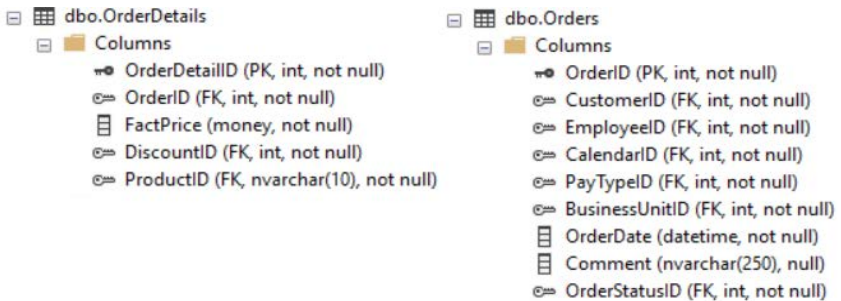 dbo.OrderDetails
Columns
OrderDetailID (PK, int, not null)
OrderID (FK, int, not null)
FactPrice (money, not null)
DiscountID (FK, int, not null)
ProductID (FK, nvarchar(10), not null)
dbo.Orders
Columns
OrderID (PK, int, not null)
CustomerID (FK, int, not null)
EmployeeID (FK, int, not null)
CalendarID (FK, int, not null)
PayTypeID (FK, int, not null)
BusinessUnitID (FK, int, not null)
OrderDate (datetime, not null)
Comment (nvarchar(250), null)
OrderStatusID (FK, int, not null)